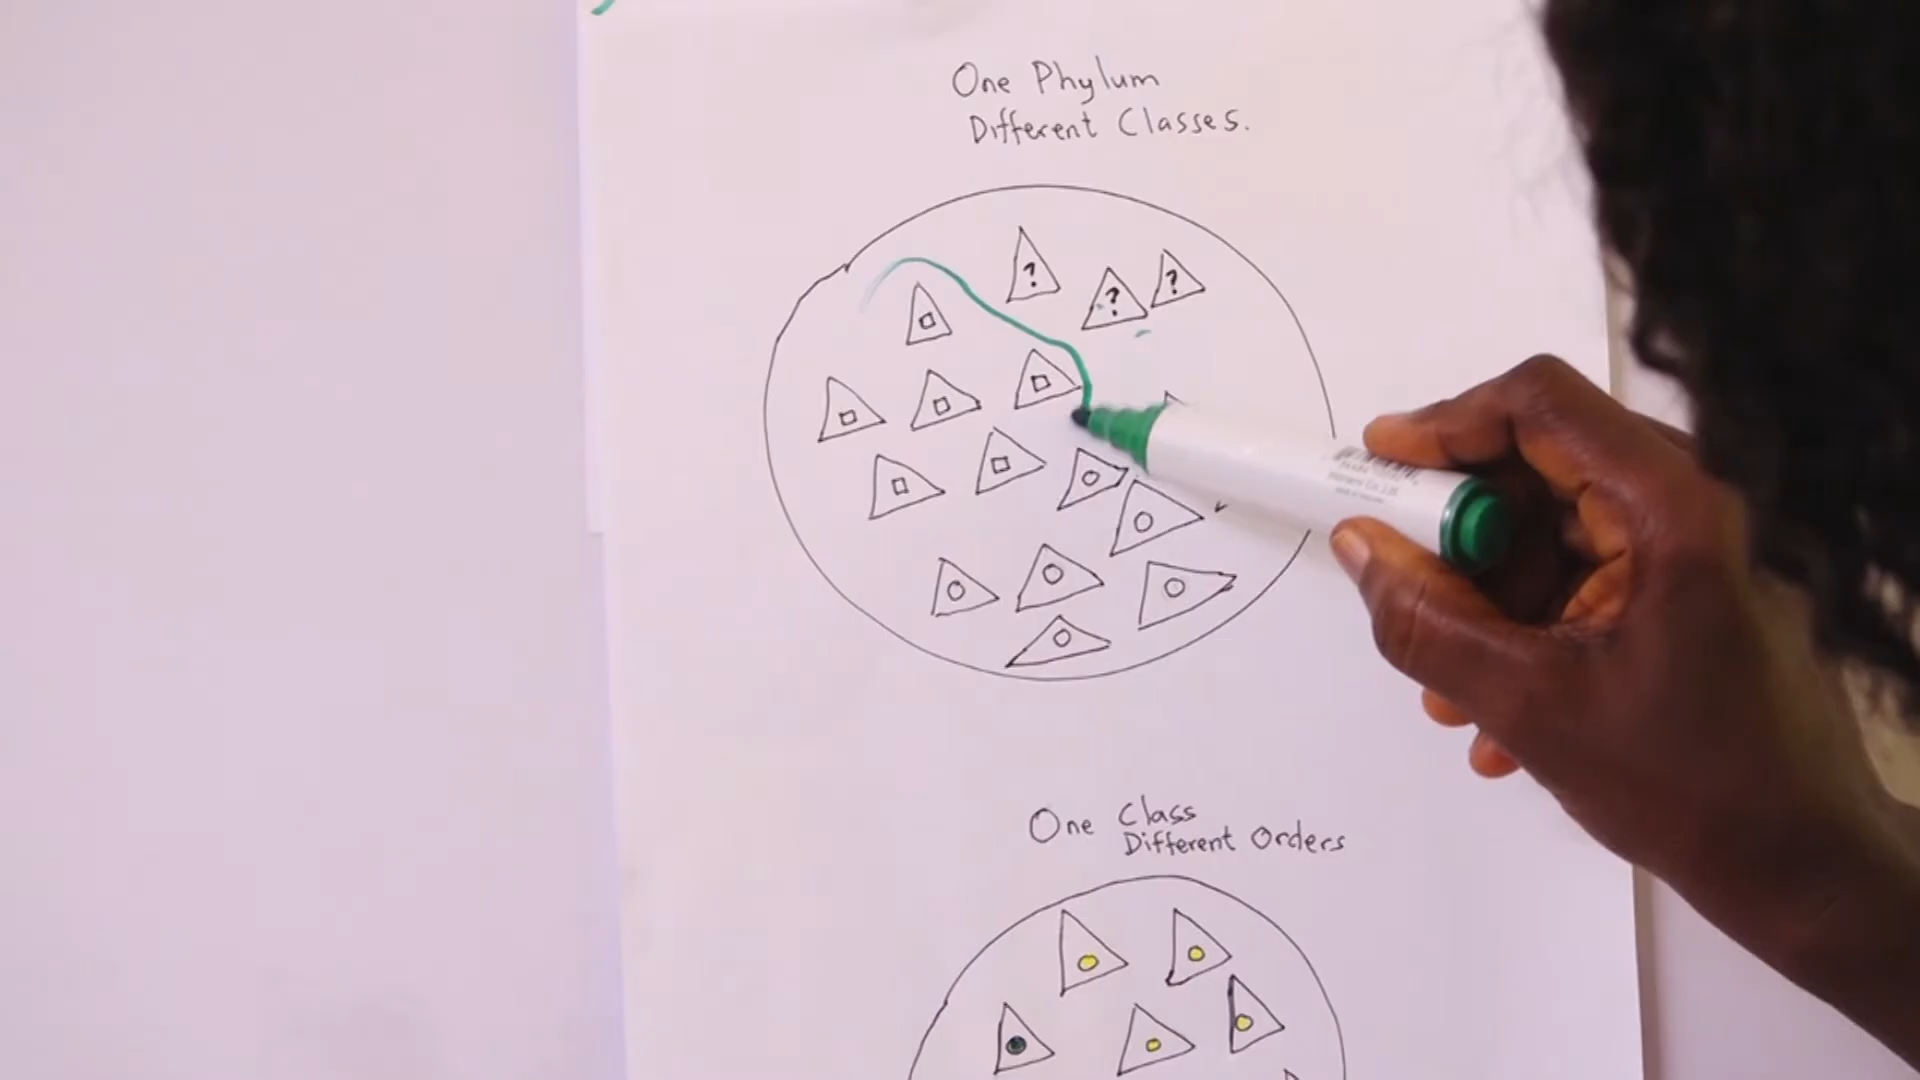 One Phylum
Different Classes.
?
? ?
One Class
Different Orders